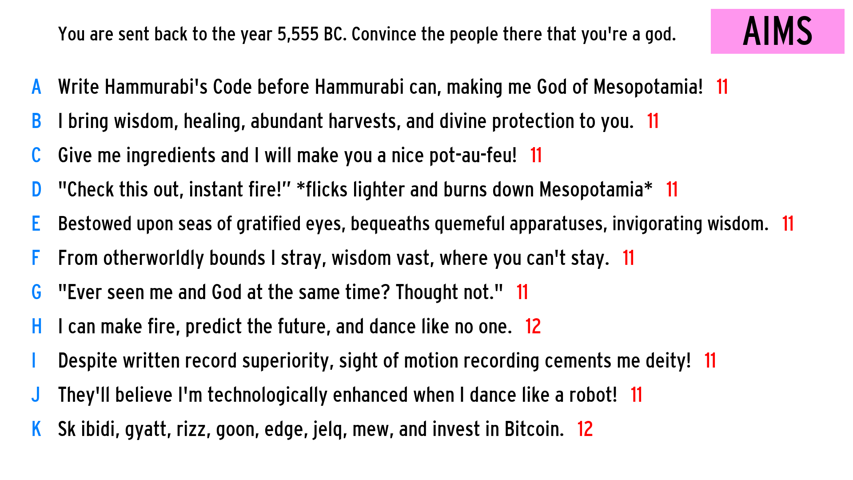 You are sent back to the year 5,555 BC. Convince the people there that you're a god.
AIMS
A Write Hammurabi's Code before Hammurabi can, making me God of Mesopotamia! 11
B I bring wisdom, healing, abundant harvests, and divine protection to you. 11
C Give me ingredients and I will make you a nice pot-au-feu! 11
D "Check this out, instant fire!” *flicks lighter and burns down Mesopotamia* 11
E Bestowed upon seas of gratified eyes, bequeaths quemeful apparatuses, invigorating wisdom. 11
F From otherworldly bounds I stray, wisdom vast, where you can't stay. 11
G "Ever seen me and God at the same time? Thought not." 11
H I can make fire, predict the future, and dance like no one. 12
I Despite written record superiority, sight of motion recording cements me deity! 11
J They'll believe I'm technologically enhanced when I dance like a robot! 11
K Sk ibidi, gyatt, rizz, goon, edge, jelq, mew, and invest in Bitcoin. 12